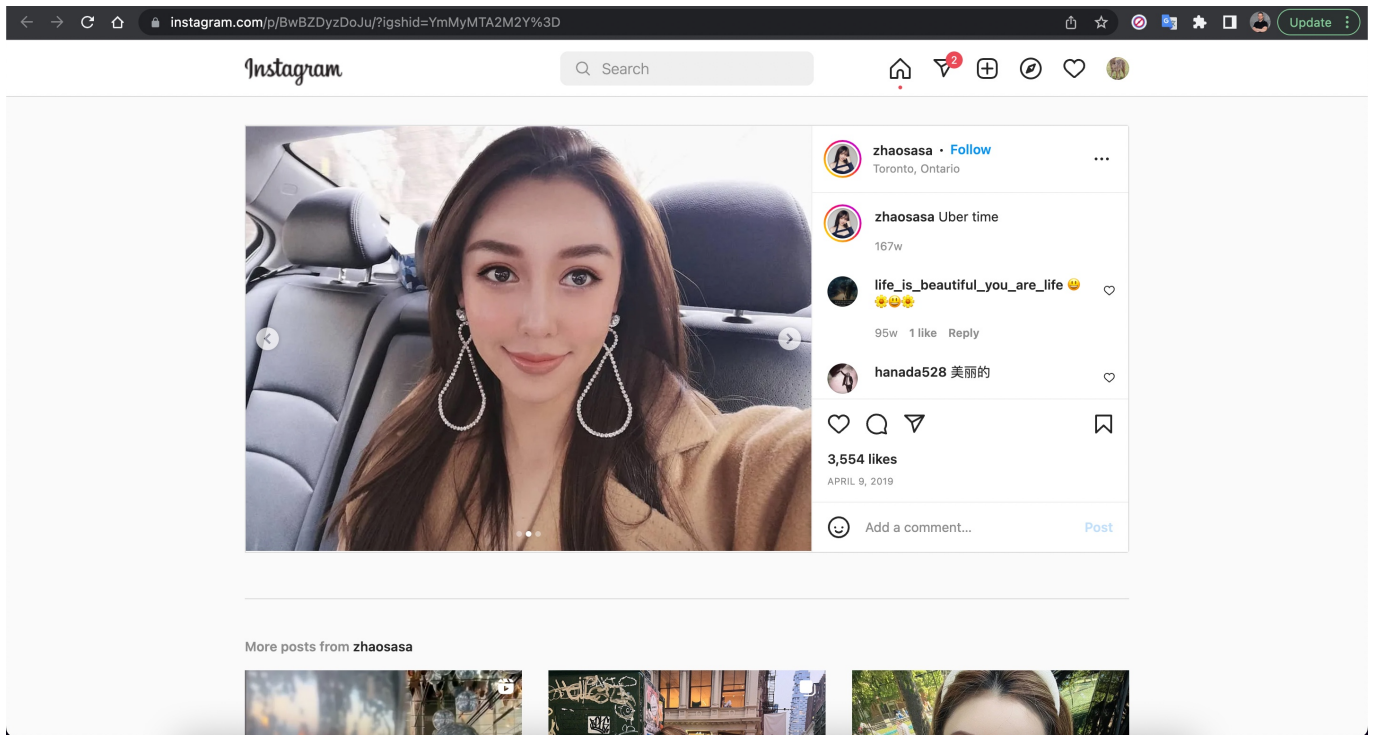 instagram.com/p/BwBZDyzDoJu/?igshid=YmMyMTA2M2Y%3D
Update
Instagram
Search
2
zhaosasa • Follow
Toronto, Ontario
zhaosasa Uber time
167w
life_is_beautiful_you_are_life 😃
🌼😃🌼
95w 1 like Reply
hanada528 美丽的
3,554 likes
APRIL 9, 2019
Add a comment...
Post
More posts from zhaosasa